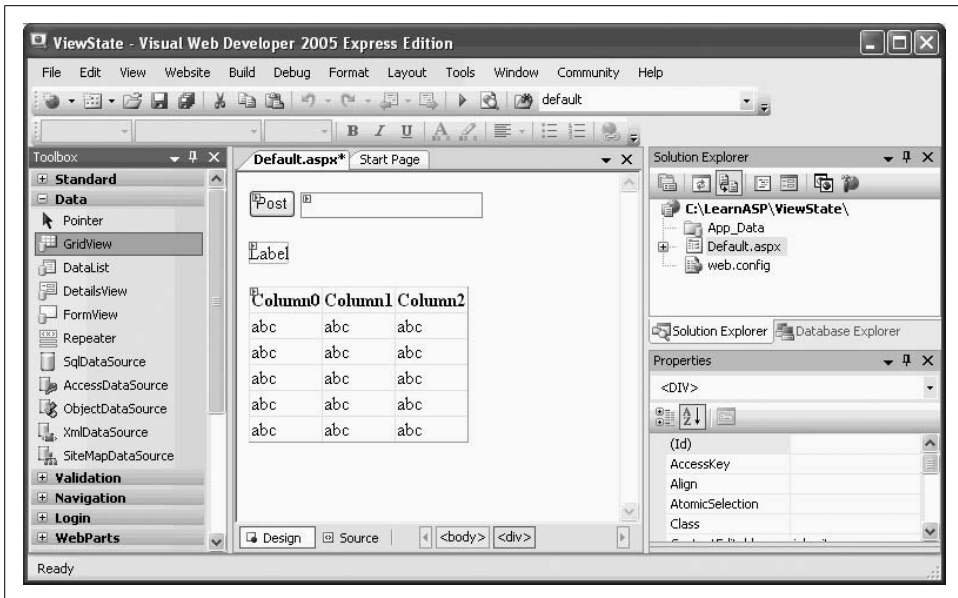 ViewState - Visual Web Developer 2005 Express Edition
File Edit View Website Build Debug Format Layout Tools Window Community Help
default
B I U A
Toolbox
Standard
Data
Pointer
GridView
DataList
DetailsView
FormView
Repeater
SqlDataSource
AccessDataSource
ObjectDataSource
XmlDataSource
SiteMapDataSource
Validation
Navigation
Login
WebParts
Default.aspx* Start Page
Post
Label
Column0 Column1 Column2
abc abc abc
abc abc abc
abc abc abc
abc abc abc
abc abc abc
Design Source <body> <div>
Solution Explorer
C:\LearnASP\ViewState\
App_Data
Default.aspx
web.config
Solution Explorer Database Explorer
Properties
<DIV>
(Id)
AccessKey
Align
AtomicSelection
Class
Ready